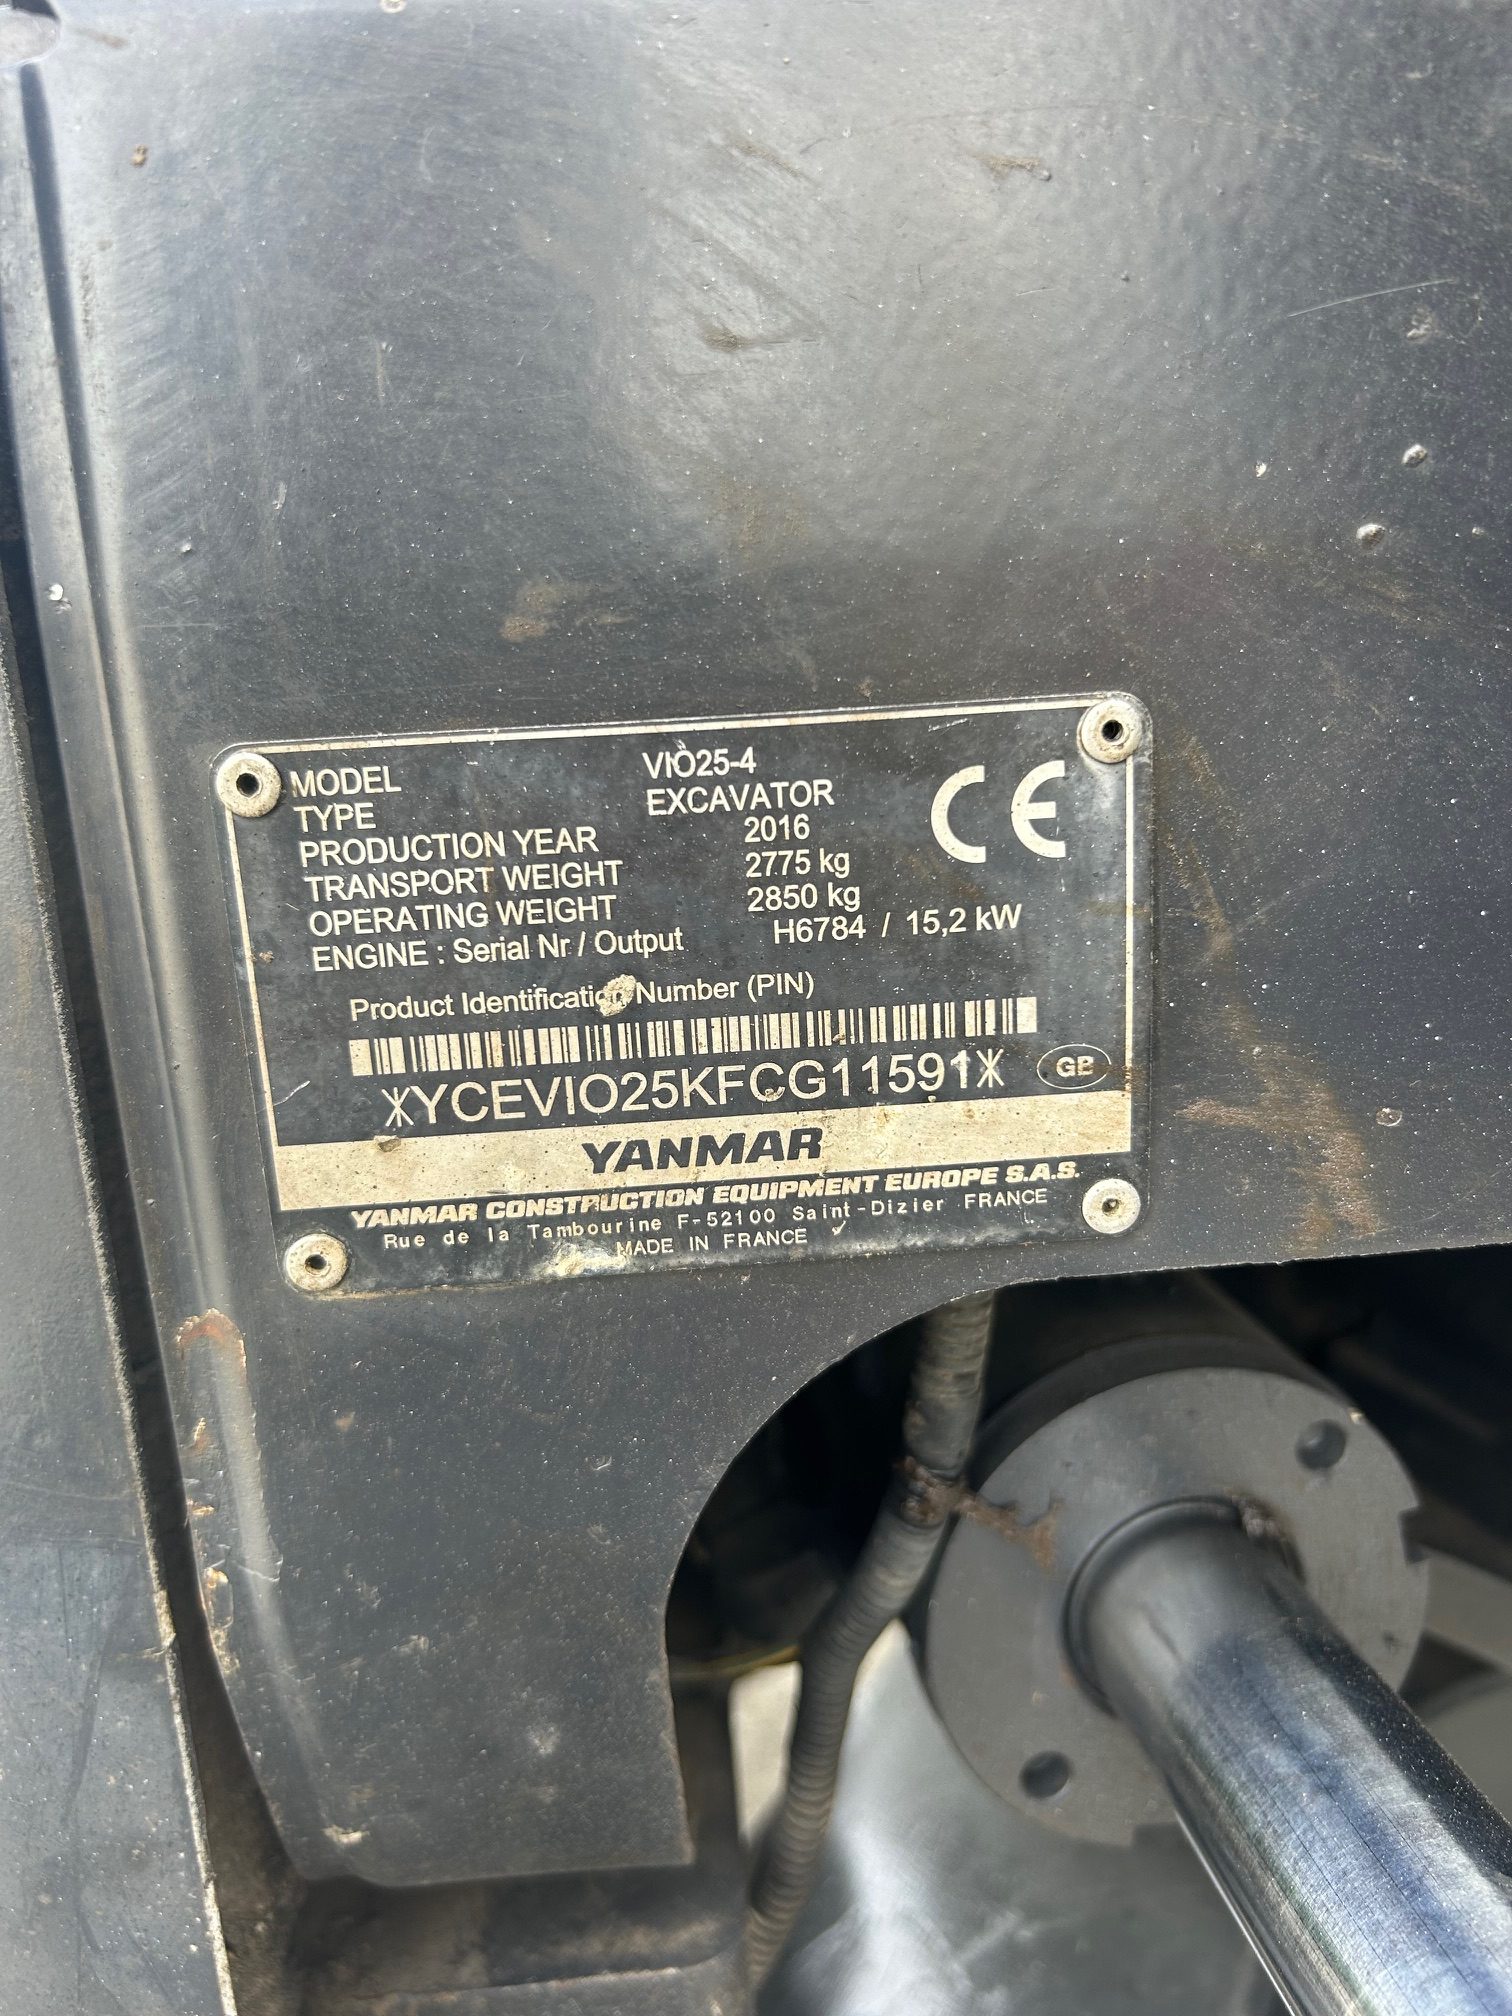 MODEL VIO25-4
TYPE EXCAVATOR
PRODUCTION YEAR 2016
TRANSPORT WEIGHT 2775 kg
OPERATING WEIGHT 2850 kg
ENGINE : Serial Nr / Output H6784 / 15,2 kW
CE
Product Identification Number (PIN)
*YCEVIO25KFCG11591*
GB
YANMAR
YANMAR CONSTRUCTION EQUIPMENT EUROPE S.A.S.
Rue de la Tambourine F-52100 Saint-Dizier FRANCE
MADE IN FRANCE